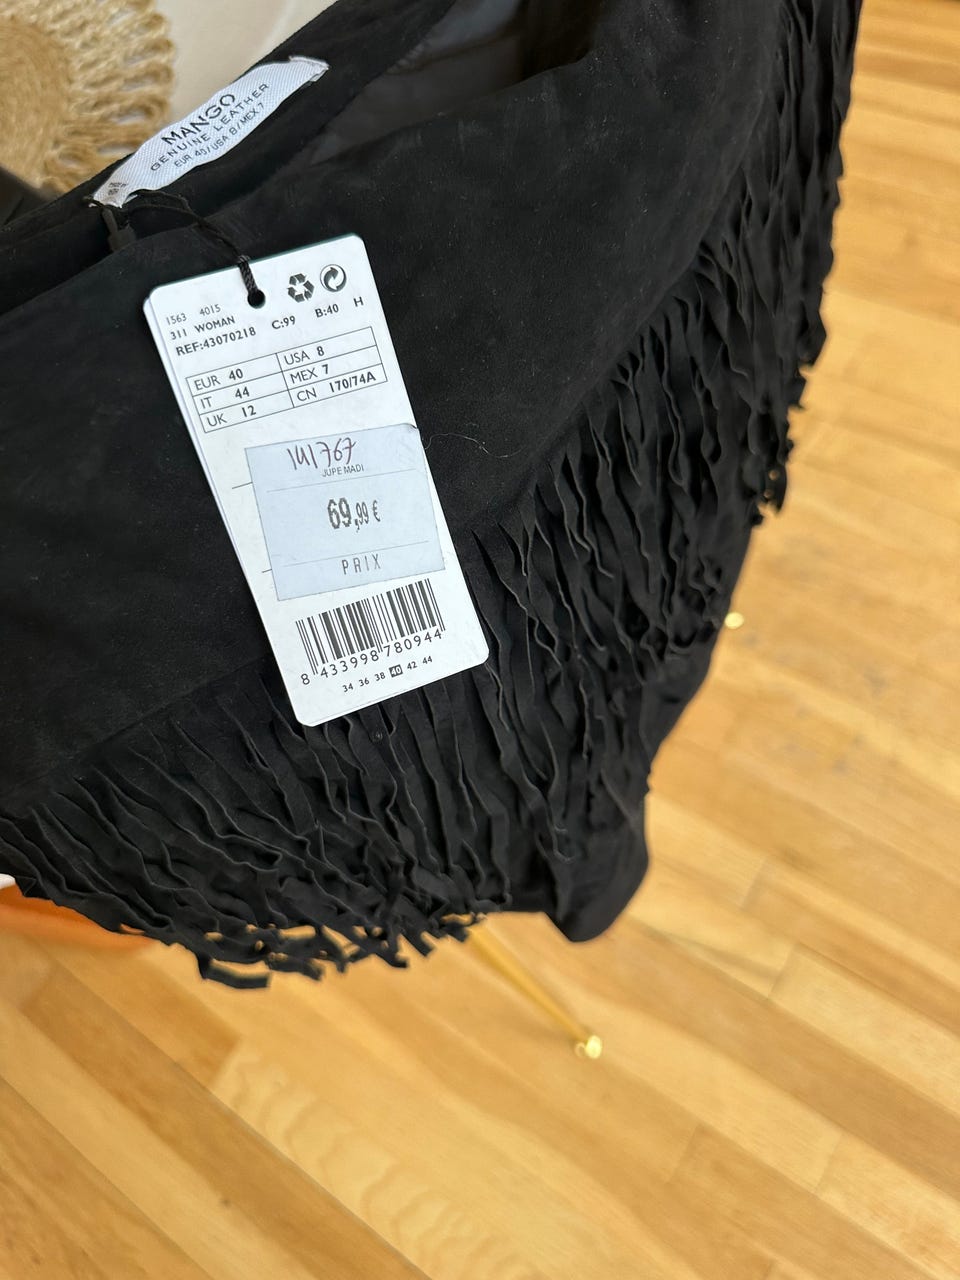 MANGO
GENUINE LEATHER
EUR 40/USA 8/MEX 7
1563 4015
311 WOMAN
REF:43070218 C:99 B:40 H
EUR 40 USA 8
IT 44 MEX 7
UK 12 CN 170/74A
141767
JUPE MADI
69,99 €
PRIX
8 433998 780944
34 36 38 40 42 44